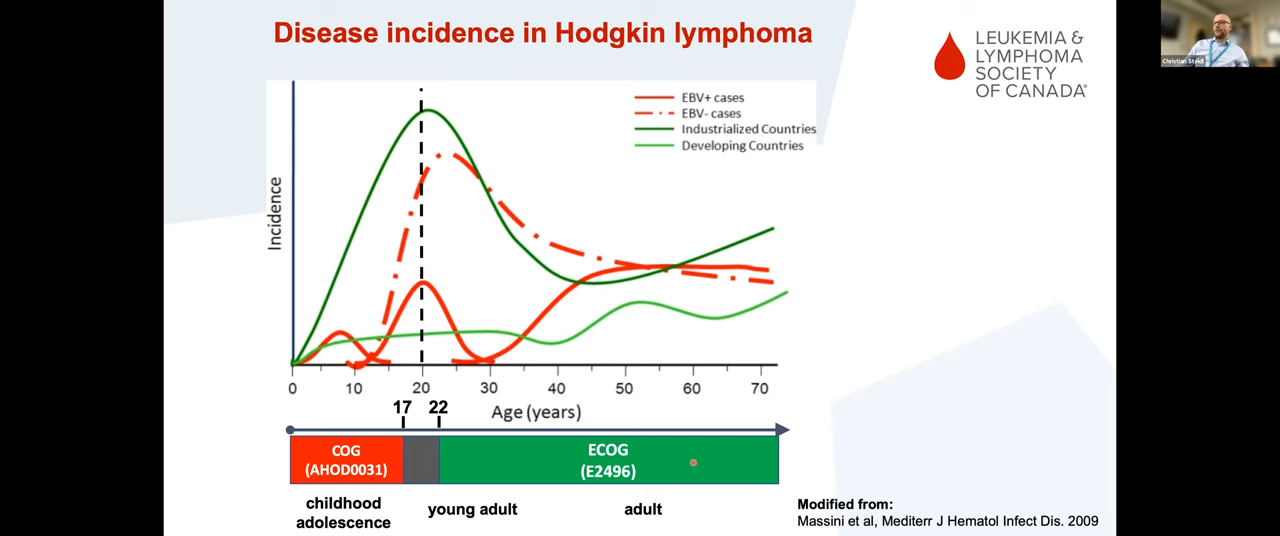 Disease incidence in Hodgkin lymphoma
LEUKEMIA &
LYMPHOMA
SOCIETY
OF CANADA®
Christian Steidl
EBV+ cases
EBV- cases
Industrialized Countries
Developing Countries
Incidence
0 10 20 30 40 50 60 70
17 22
Age (years)
COG
(AHOD0031)
ECOG
(E2496)
childhood
adolescence
young adult
adult
Modified from:
Massini et al, Mediterr J Hematol Infect Dis. 2009